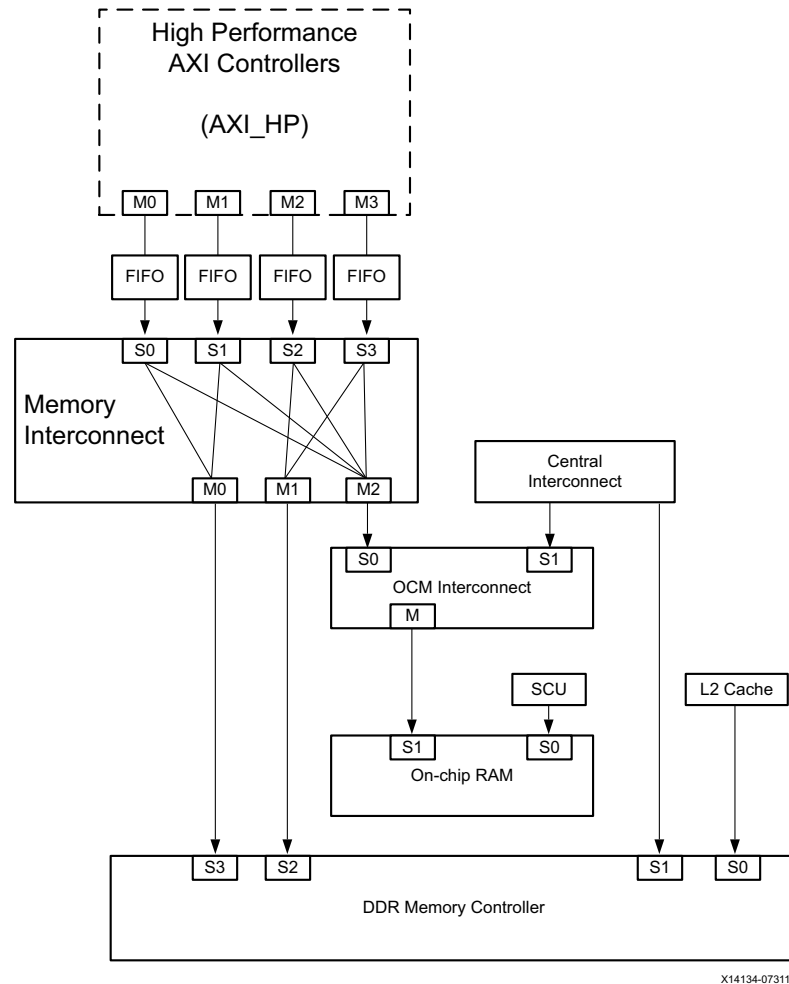 High Performance
AXI Controllers
(AXI_HP)
M0 M1 M2 M3
FIFO FIFO FIFO FIFO
S0 S1 S2 S3
Memory
Interconnect
Central
Interconnect
M0 M1 M2
S0 S1
OCM Interconnect
M
SCU L2 Cache
S1 S0
On-chip RAM
S3 S2 S1 S0
DDR Memory Controller
X14134-07311